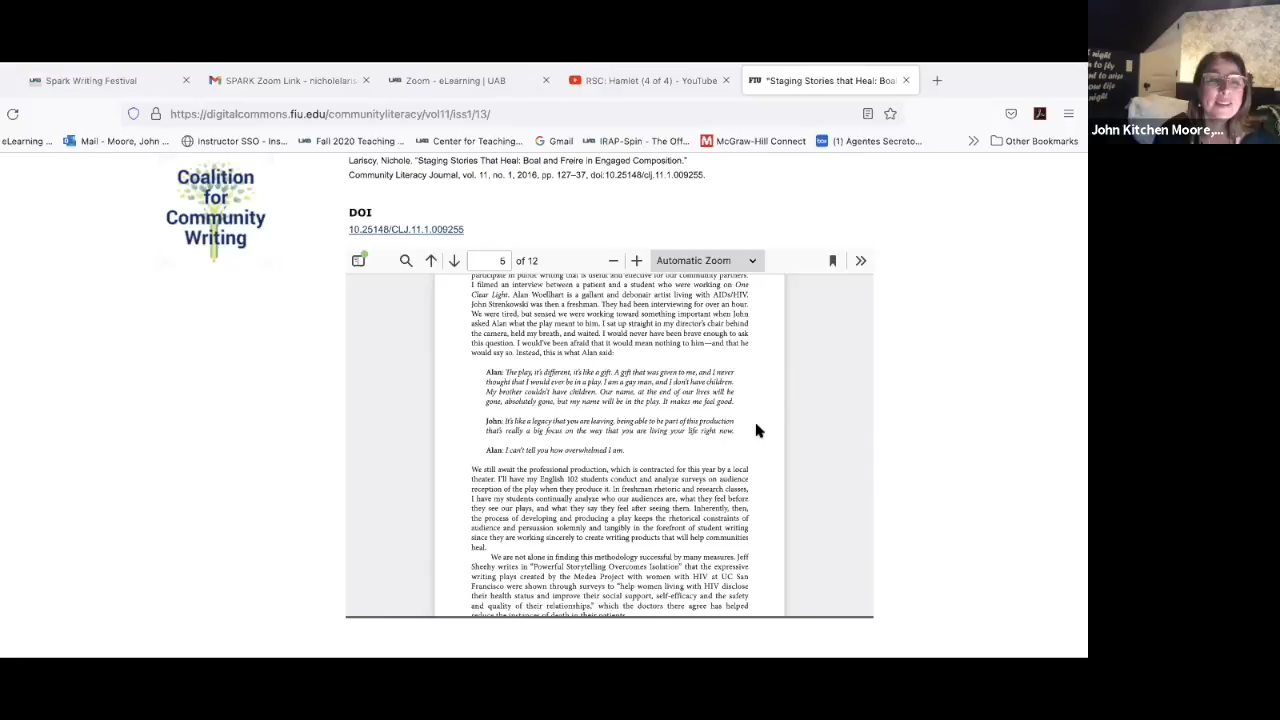 Spark Writing Festival
SPARK Zoom Link - nicholelaris
Zoom - eLearning | UAB
RSC: Hamlet (4 of 4) - YouTube
FIU "Staging Stories that Heal: Boal
https://digitalcommons.fiu.edu/communityliteracy/vol11/iss1/13/
eLearning ...
Mail - Moore, John ...
Instructor SSO - Ins...
Fall 2020 Teaching ...
Center for Teaching...
Gmail
IRAP-Spin - The Off...
McGraw-Hill Connect
(1) Agentes Secreto...
Other Bookmarks
Coalition
for
Community
Writing
Lariscy, Nichole. "Staging Stories That Heal: Boal and Freire in Engaged Composition."
Community Literacy Journal, vol. 11, no. 1, 2016, pp. 127–37, doi:10.25148/clj.11.1.009255.
DOI
10.25148/CLJ.11.1.009255
5 of 12
Automatic Zoom
participate in public writing that is useful and effective for our community partners.
I filmed an interview between a patient and a student who were working on One
Clear Light. Alan Woellhart is a gallant and debonair artist living with AIDs/HIV.
John Strenkowski was then a freshman. They had been interviewing for over an hour.
We were tired, but sensed we were working toward something important when John
asked Alan what the play meant to him. I sat up straight in my director's chair behind
the camera, held my breath, and waited. I would never have been brave enough to ask
this question. I would've been afraid that it would mean nothing to him—and that he
would say so. Instead, this is what Alan said:
Alan: The play, it's different, it's like a gift. A gift that was given to me, and I never
thought that I would ever be in a play. I am a gay man, and I don't have children.
My brother couldn't have children. Our name, at the end of our lives will be
gone, absolutely gone, but my name will be in the play. It makes me feel good.
John: It's like a legacy that you are leaving, being able to be part of this production
that's really a big focus on the way that you are living your life right now.
Alan: I can't tell you how overwhelmed I am.
We still await the professional production, which is contracted for this year by a local
theater. I'll have my English 102 students conduct and analyze surveys on audience
reception of the play when they produce it. In freshman rhetoric and research classes,
I have my students continually analyze who our audiences are, what they feel before
they see our plays, and what they say they feel after seeing them. Inherently, then,
the process of developing and producing a play keeps the rhetorical constraints of
audience and persuasion solemnly and tangibly in the forefront of student writing
since they are working sincerely to create writing products that will help communities
heal.
We are not alone in finding this methodology successful by many measures. Jeff
Sheehy writes in "Powerful Storytelling Overcomes Isolation" that the expressive
writing plays created by the Medea Project with women with HIV at UC San
Francisco were shown through surveys to "help women living with HIV disclose
their health status and improve their social support, self-efficacy and the safety
and quality of their relationships," which the doctors there agree has helped
reduce the instances of death in their patients.
John Kitchen Moore,...